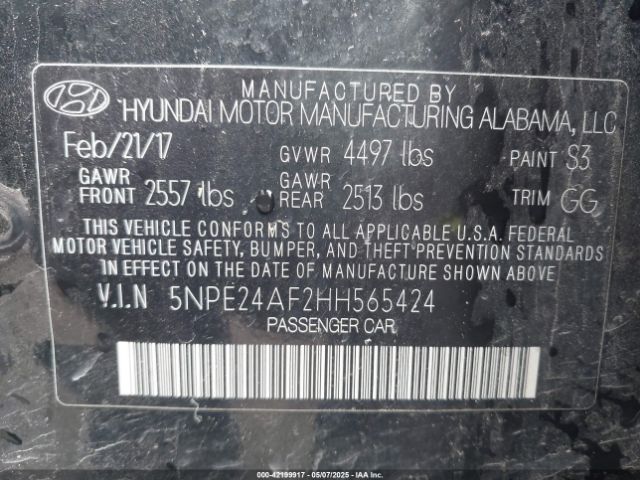 MANUFACTURED BY
HYUNDAI MOTOR MANUFACTURING ALABAMA, LLC
Feb/21/17 GVWR 4497 lbs PAINT S3
GAWR FRONT 2557 lbs GAWR REAR 2513 lbs TRIM GG
THIS VEHICLE CONFORMS TO ALL APPLICABLE U.S.A. FEDERAL
MOTOR VEHICLE SAFETY, BUMPER, AND THEFT PREVENTION STANDARDS
IN EFFECT ON THE DATE OF MANUFACTURE SHOWN ABOVE.
V.I.N 5NPE24AF2HH565424
PASSENGER CAR
000-42199917 - 05/07/2025 - IAA, Inc.